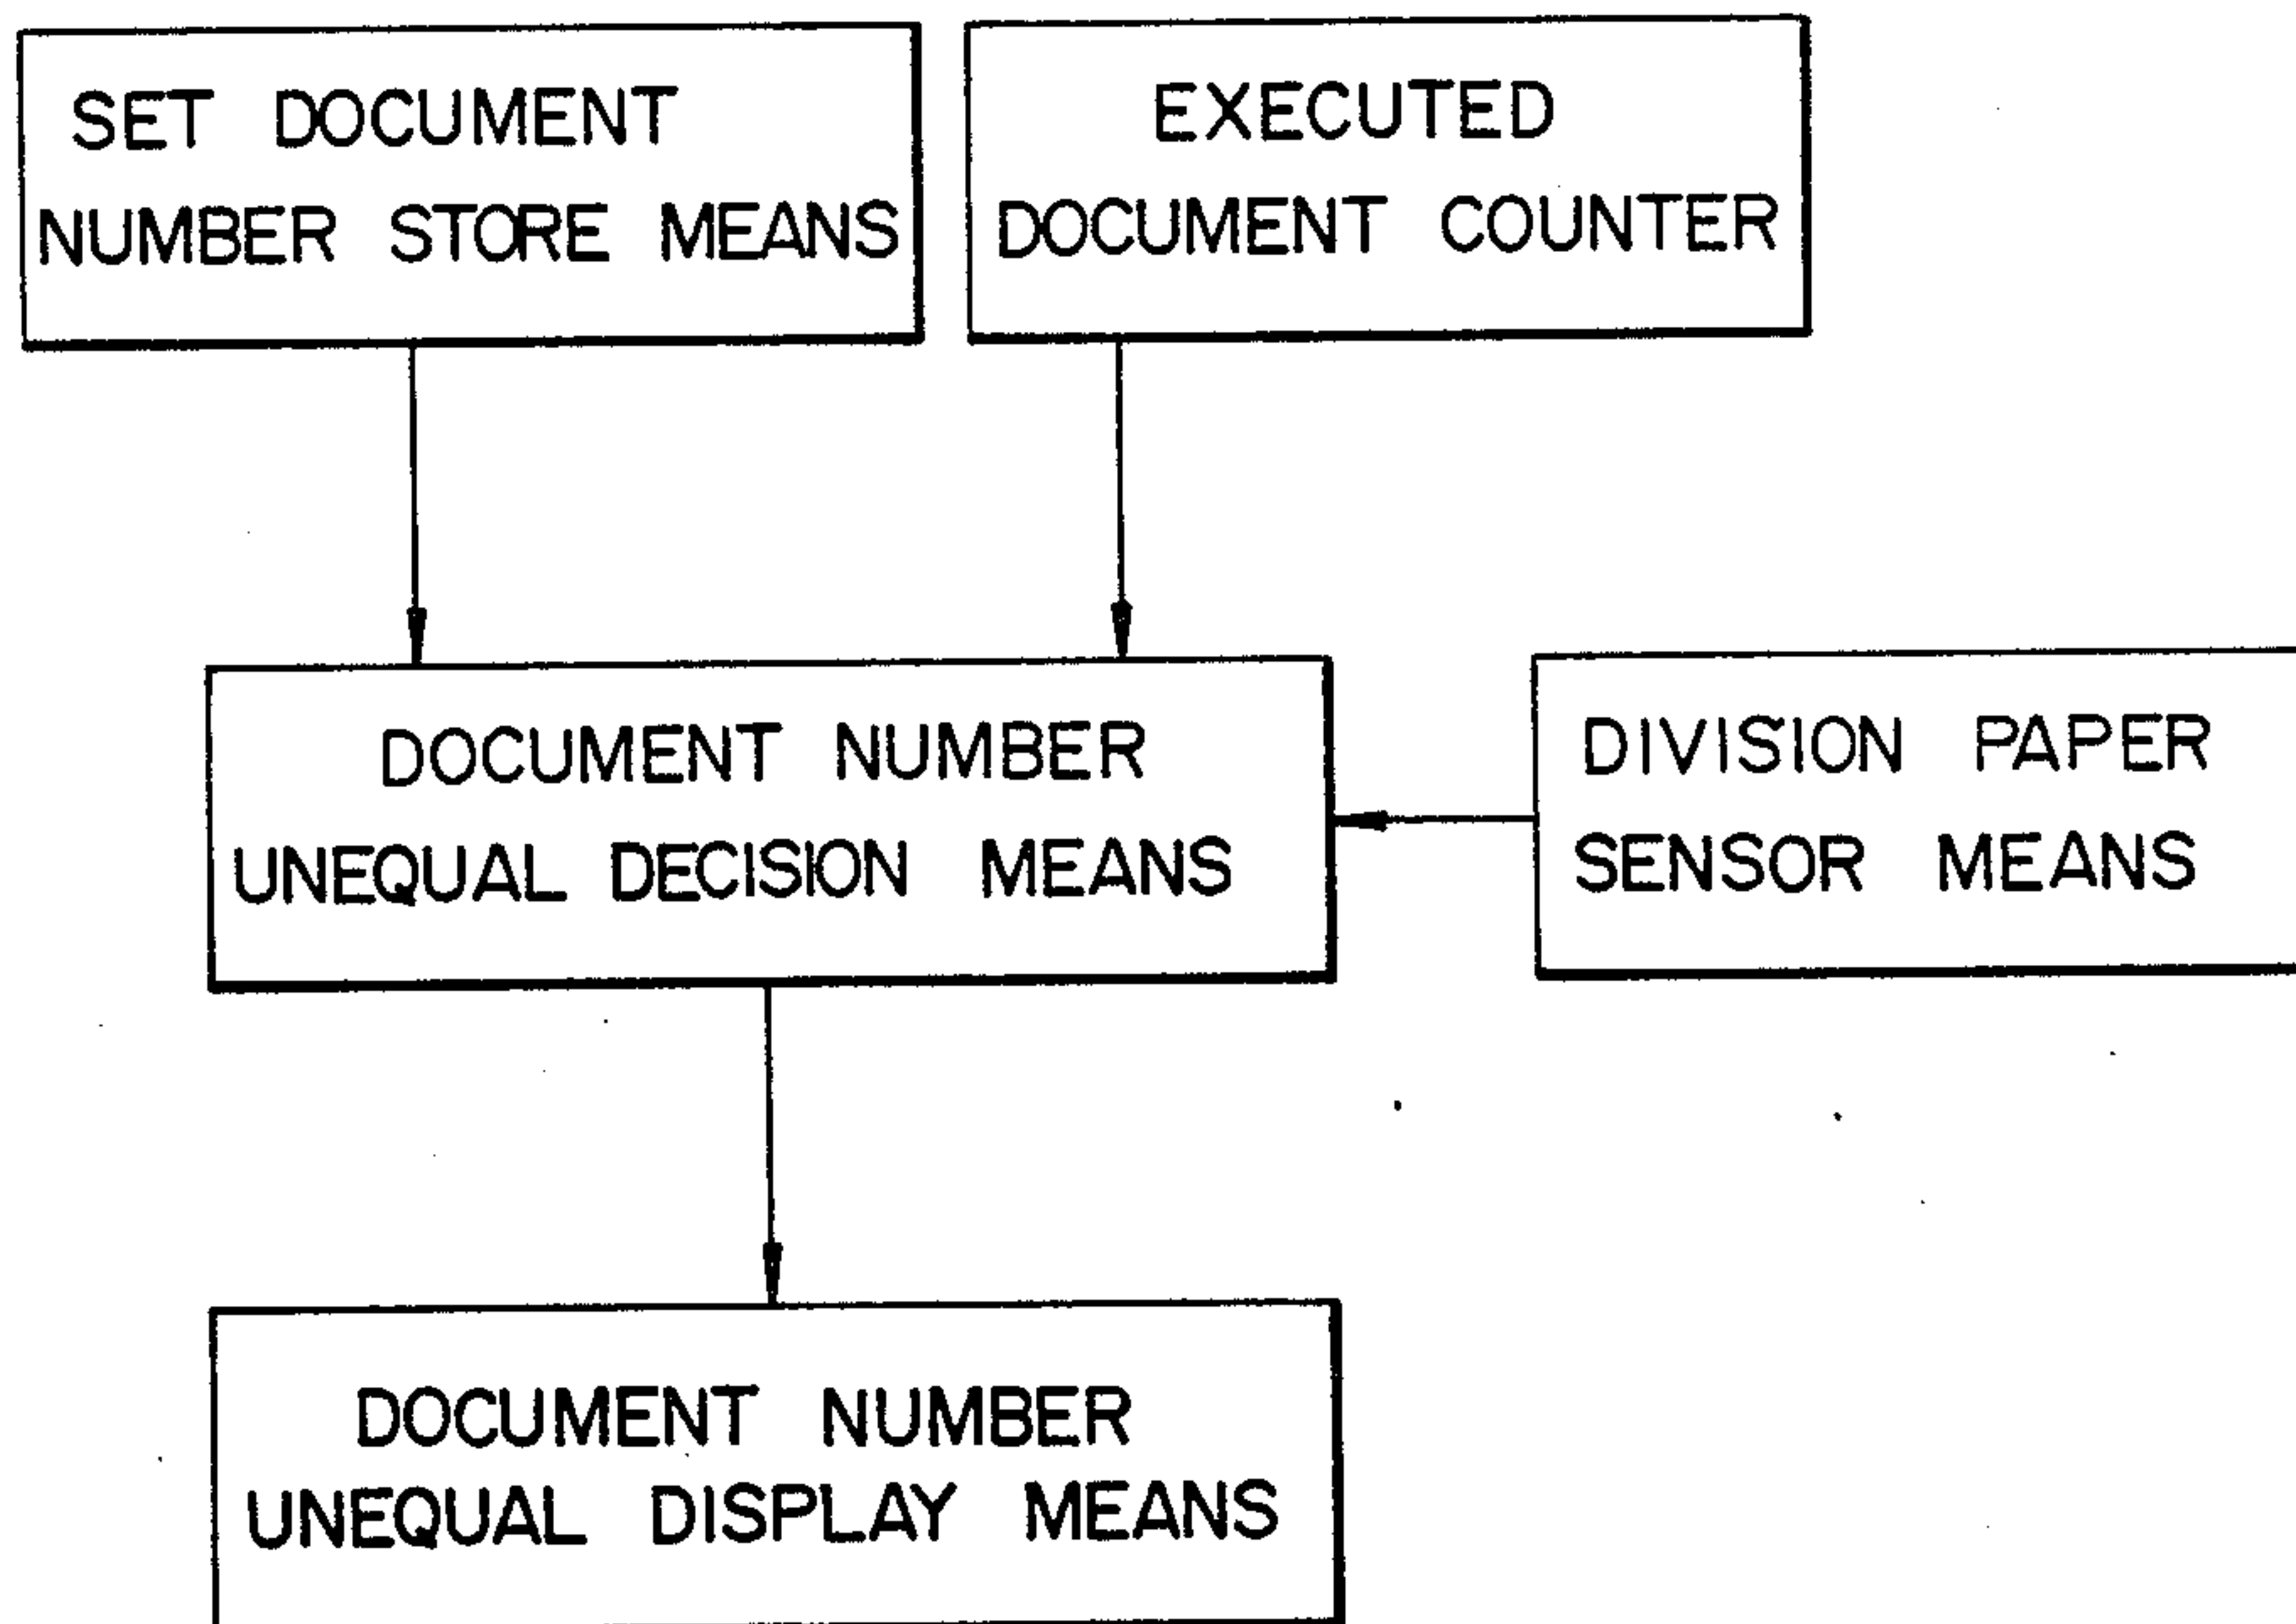 SET DOCUMENT
NUMBER STORE MEANS
EXECUTED
DOCUMENT COUNTER
DOCUMENT NUMBER
UNEQUAL DECISION MEANS
DIVISION PAPER
SENSOR MEANS
DOCUMENT NUMBER
UNEQUAL DISPLAY MEANS